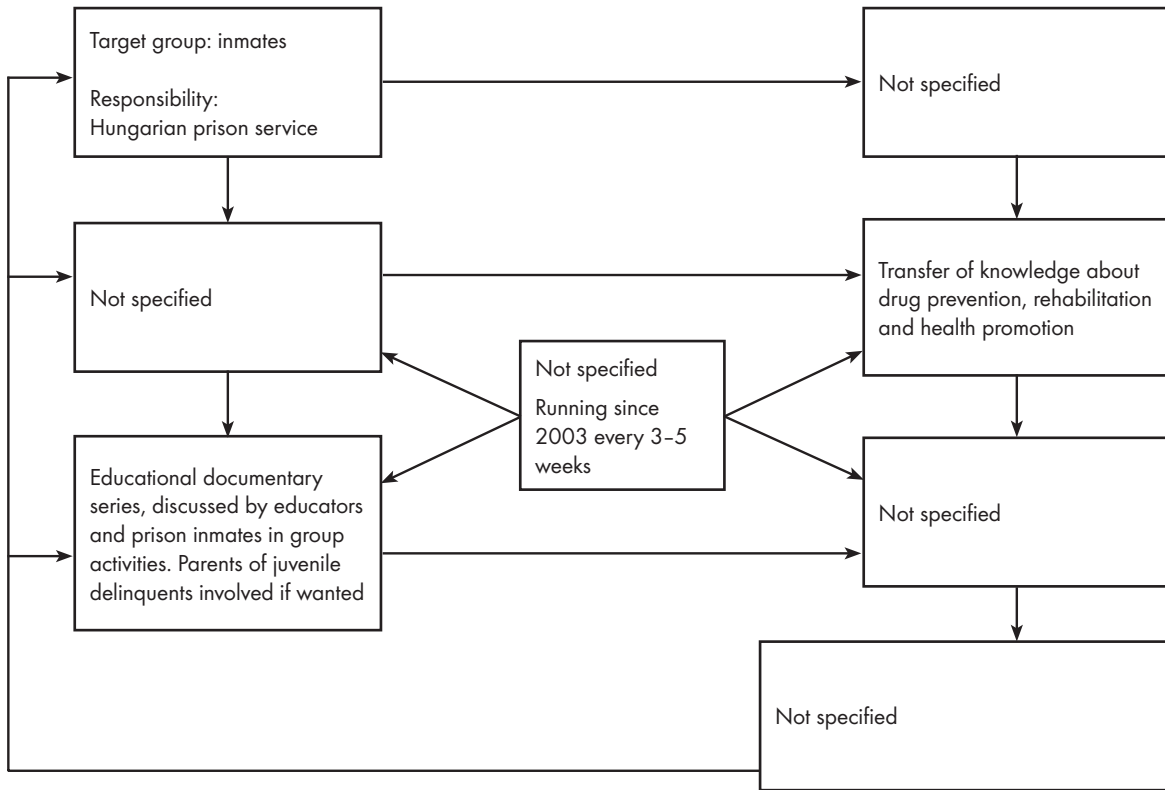 Target group: inmates
Responsibility:
Hungarian prison service
Not specified
Not specified
Transfer of knowledge about
drug prevention, rehabilitation
and health promotion
Not specified
Running since
2003 every 3–5
weeks
Educational documentary
series, discussed by educators
and prison inmates in group
activities. Parents of juvenile
delinquents involved if wanted
Not specified
Not specified